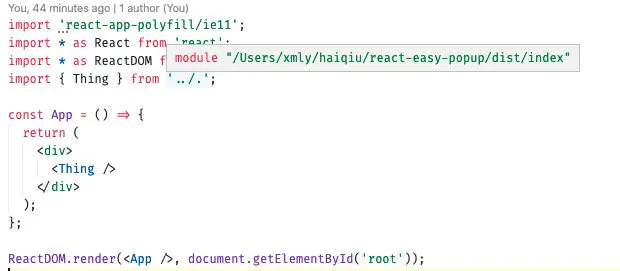 You, 44 minutes ago | 1 author (You)
import 'react-app-polyfill/ie11';
import * as React from 'react';
import * as ReactDOM f
module "/Users/xmly/haiqiu/react-easy-popup/dist/index"
import { Thing } from '../.';
const App = () => {
return (
<div>
<Thing />
</div>
);
};
ReactDOM.render(<App />, document.getElementById('root'));